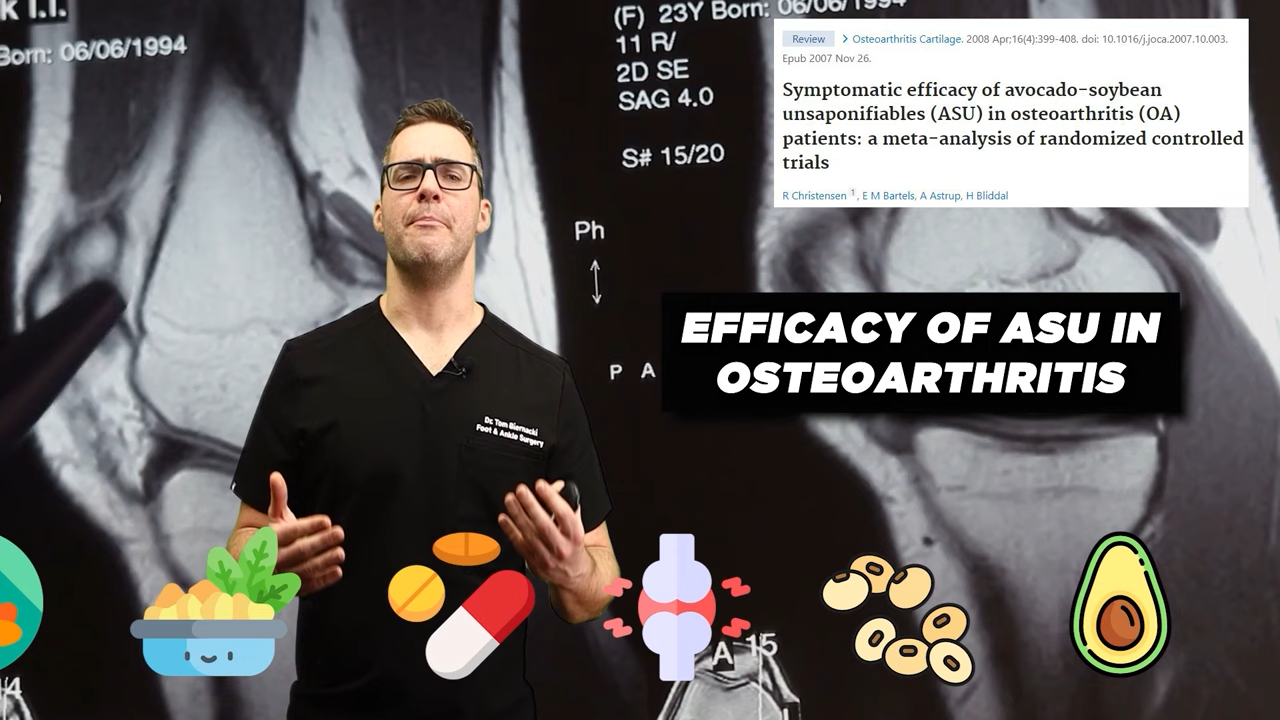 k I.I.
Born: 06/06/1994
(F) 23Y Born: 06/06/1994
11 R/
2D SE
SAG 4.0
S# 15/20
Ph
P A
Review > Osteoarthritis Cartilage. 2008 Apr;16(4):399-408. doi: 10.1016/j.joca.2007.10.003.
Epub 2007 Nov 26.
Symptomatic efficacy of avocado-soybean
unsaponifiables (ASU) in osteoarthritis (OA)
patients: a meta-analysis of randomized controlled
trials
R Christensen 1, E M Bartels, A Astrup, H Bliddal
EFFICACY OF ASU IN
OSTEOARTHRITIS
Dr. Tom Biernacki
Foot & Ankle Surgery
A 15
14